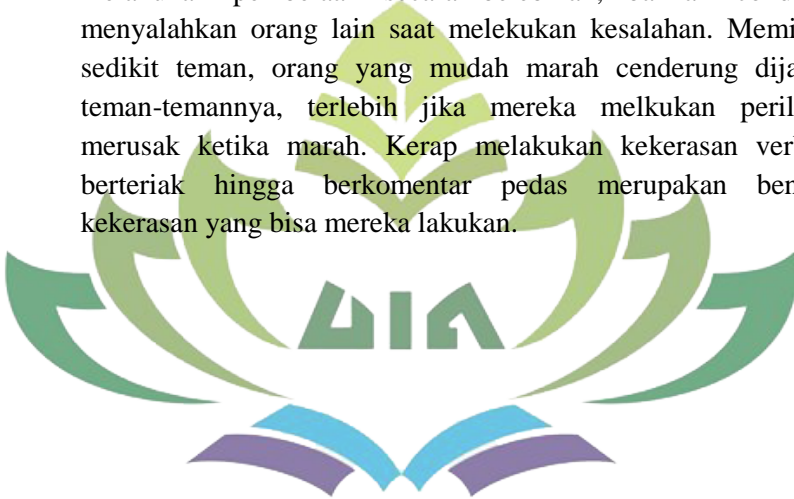 menyalahkan orang lain saat melekukan kesalahan. Memi
sedikit teman, orang yang mudah marah cenderung dija
teman-temannya, terlebih jika mereka melkukan peril
merusak ketika marah. Kerap melakukan kekerasan ver
berteriak hingga berkomentar pedas merupakan ben
kekerasan yang bisa mereka lakukan.
UIN